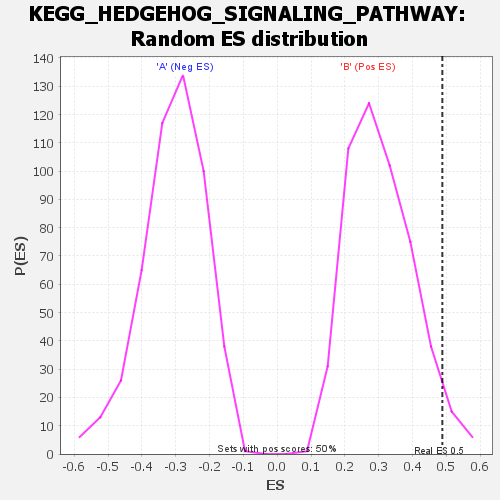 KEGG_HEDGEHOG_SIGNALING_PATHWAY:
Random ES distribution
'A' (Neg ES)
'B' (Pos ES)
140
130
120
110
100
90
80
70
60
50
40
30
20
10
0
P(ES)
Sets with pos scores: 50%
Real ES 0.5
-0.6 -0.5 -0.4 -0.3 -0.2 -0.1 0.0 0.1 0.2 0.3 0.4 0.5 0.6
ES